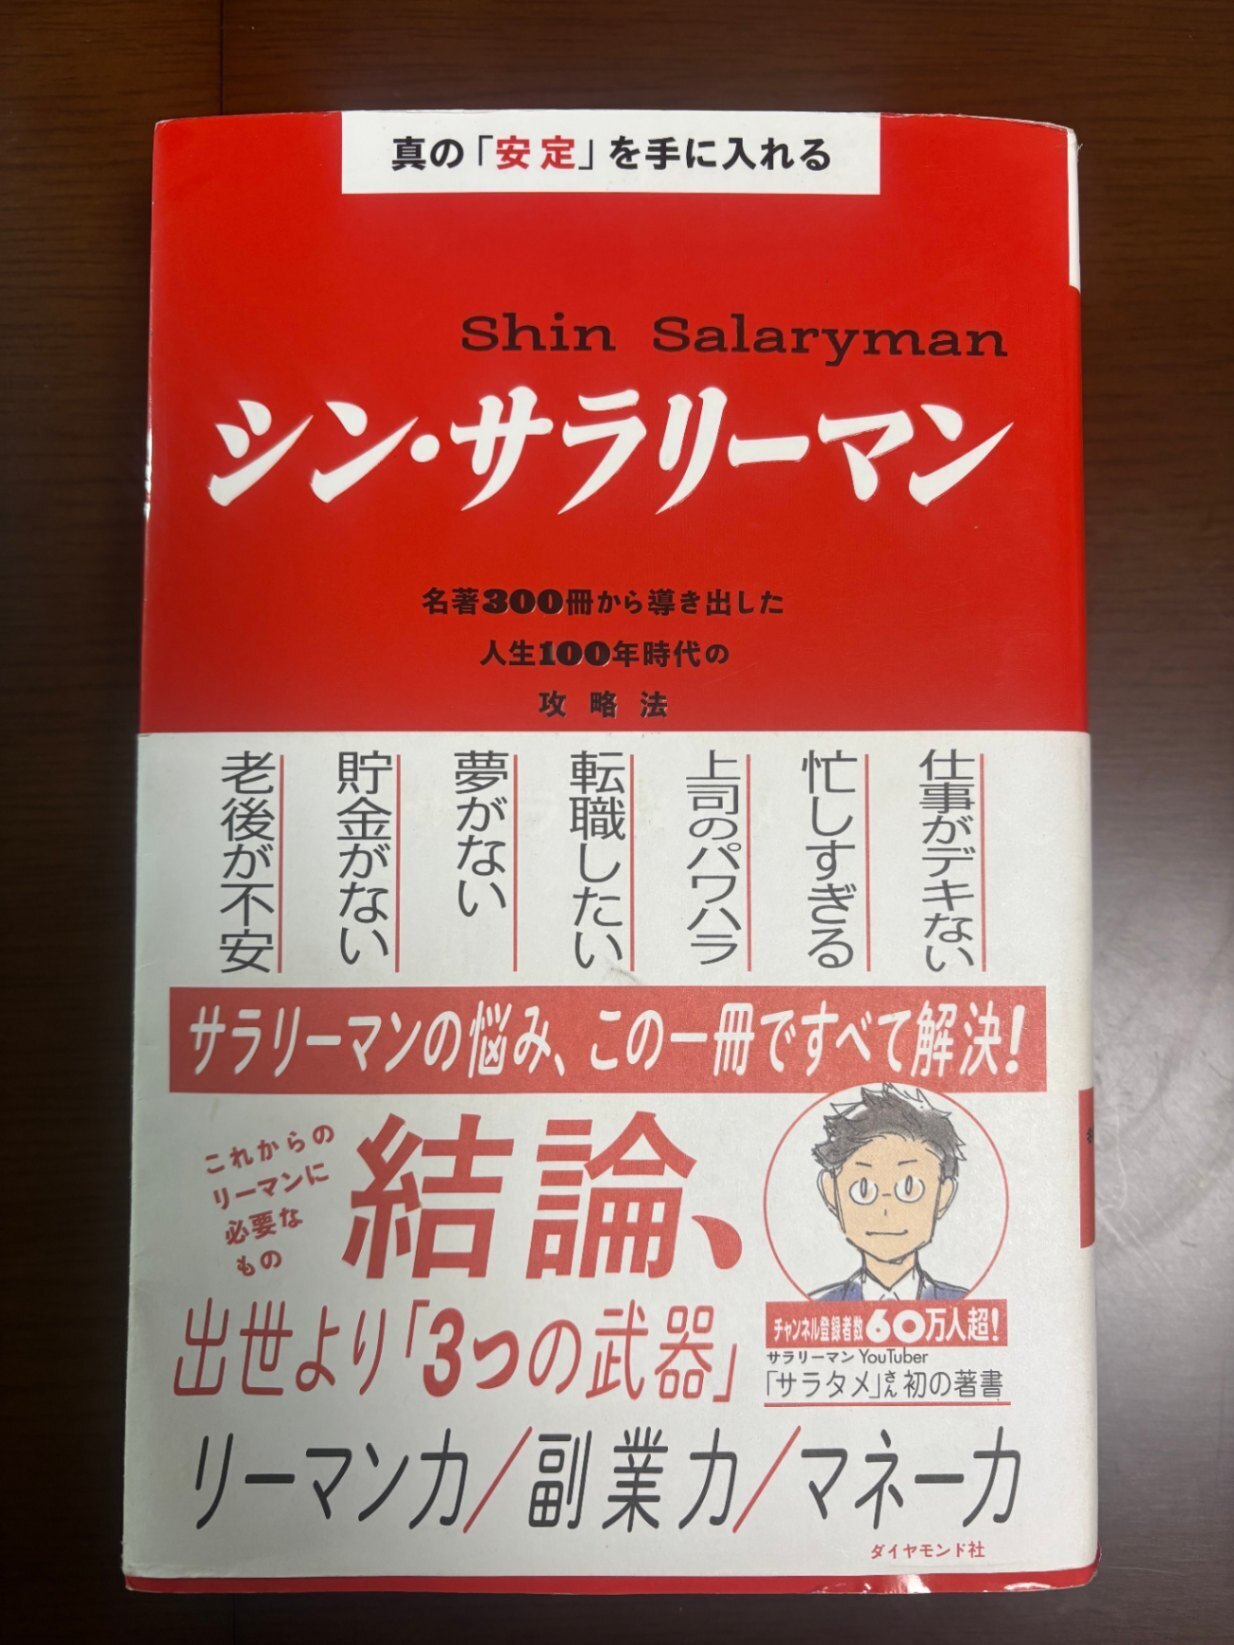 真の「安定」を手に入れる
Shin Salaryman
シン・サラリーマン
名著300冊から導き出した
人生100年時代の
攻略法
仕事がデキない
忙しすぎる
上司のパワハラ
転職したい
夢がない
貯金がない
老後が不安
サラリーマンの悩み、この一冊ですべて解決!
これからの
リーマンに
必要な
もの
結論、
出世より「3つの武器」
リーマン力/副業力/マネー力
チャンネル登録者数60万人超!
サラリーマン YouTuber
「サラタメ」さん初の著書
ダイヤモンド社